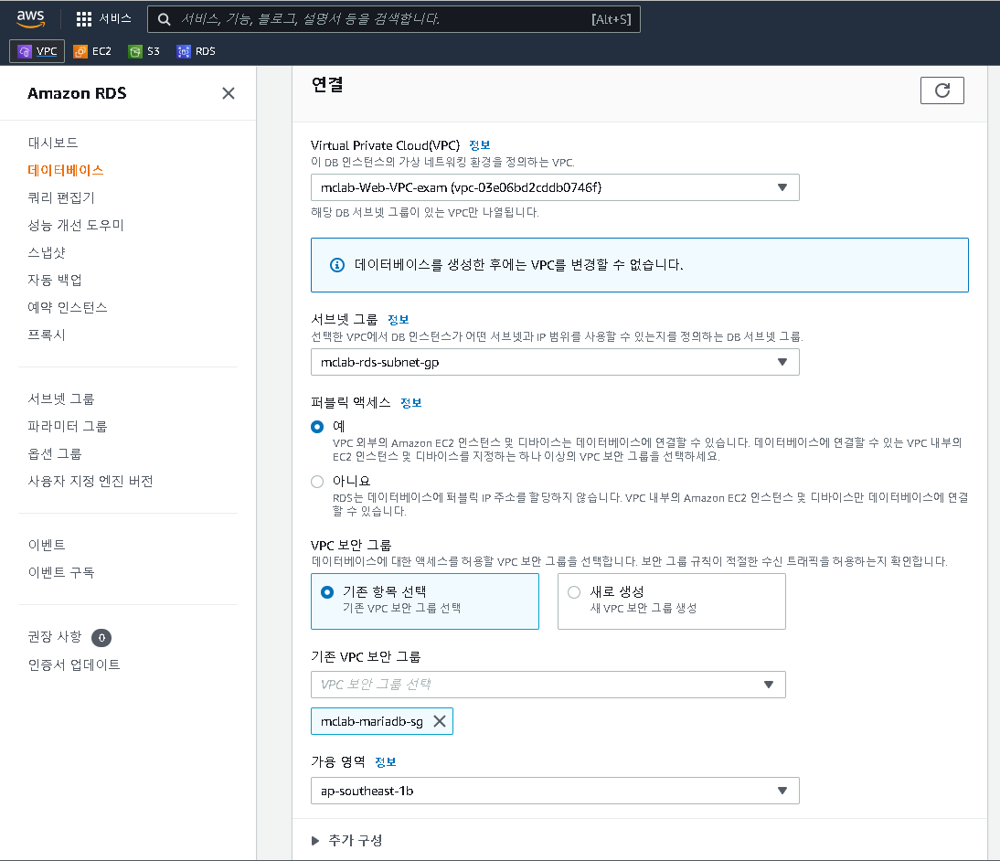 aws
서비스
서비스, 기능, 블로그, 설명서 등을 검색합니다.
[Alt+S]
VPC
EC2
S3
RDS
Amazon RDS
대시보드
데이터베이스
쿼리 편집기
성능 개선 도우미
스냅샷
자동 백업
예약 인스턴스
프록시
서브넷 그룹
파라미터 그룹
옵션 그룹
사용자 지정 엔진 버전
이벤트
이벤트 구독
권장 사항 0
인증서 업데이트
연결
Virtual Private Cloud(VPC) 정보
이 DB 인스턴스의 가상 네트워킹 환경을 정의하는 VPC.
mclab-Web-VPC-exam (vpc-03e06bd2cddb0746f)
해당 DB 서브넷 그룹이 있는 VPC만 나열됩니다.
데이터베이스를 생성한 후에는 VPC를 변경할 수 없습니다.
서브넷 그룹 정보
선택한 VPC에서 DB 인스턴스가 어떤 서브넷과 IP 범위를 사용할 수 있는지를 정의하는 DB 서브넷 그룹.
mclab-rds-subnet-gp
퍼블릭 액세스 정보
예
VPC 외부의 Amazon EC2 인스턴스 및 디바이스는 데이터베이스에 연결할 수 있습니다. 데이터베이스에 연결할 수 있는 VPC 내부의
EC2 인스턴스 및 디바이스를 지정하는 하나 이상의 VPC 보안 그룹을 선택하세요.
아니요
RDS는 데이터베이스에 퍼블릭 IP 주소를 할당하지 않습니다. VPC 내부의 Amazon EC2 인스턴스 및 디바이스만 데이터베이스에 연결
할 수 있습니다.
VPC 보안 그룹
데이터베이스에 대한 액세스를 허용할 VPC 보안 그룹을 선택합니다. 보안 그룹 규칙이 적절한 수신 트래픽을 허용하는지 확인합니다.
기존 항목 선택
기존 VPC 보안 그룹 선택
새로 생성
새 VPC 보안 그룹 생성
기존 VPC 보안 그룹
VPC 보안 그룹 선택
mclab-mariadb-sg
가용 영역 정보
ap-southeast-1b
추가 구성